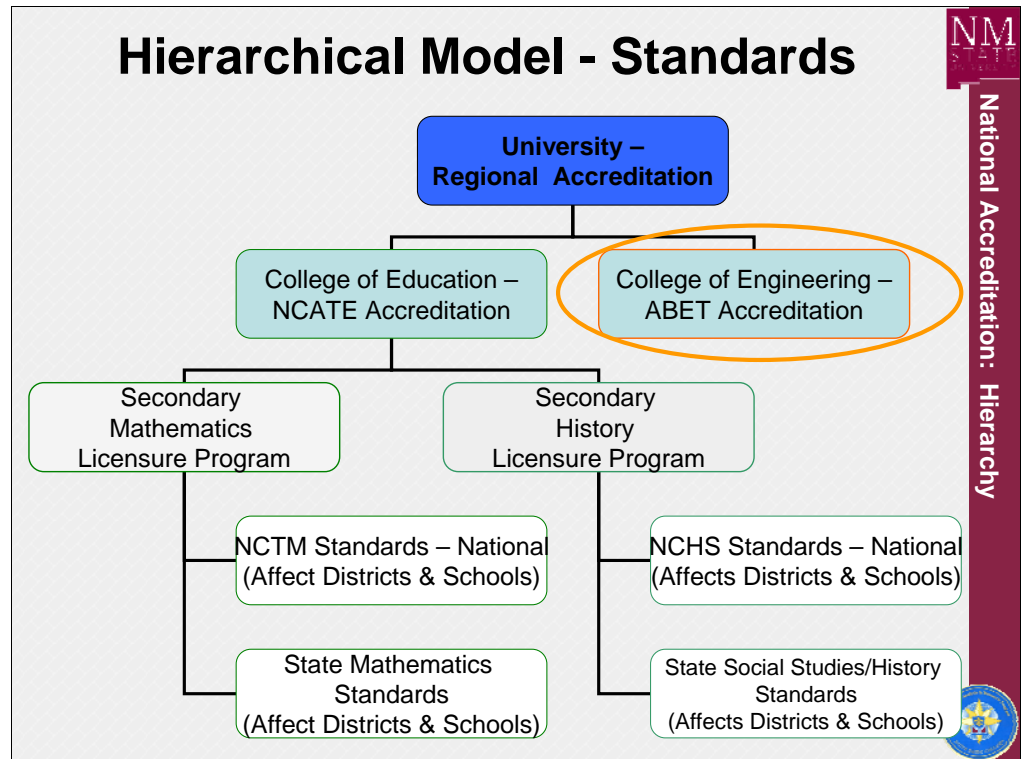 Hierarchical Model - Standards
NM
STATE
University –
Regional Accreditation
College of Education –
NCATE Accreditation
College of Engineering –
ABET Accreditation
Secondary
Mathematics
Licensure Program
Secondary
History
Licensure Program
NCTM Standards – National
(Affect Districts & Schools)
NCHS Standards – National
(Affects Districts & Schools)
State Mathematics
Standards
(Affect Districts & Schools)
State Social Studies/History
Standards
(Affects Districts & Schools)
National Accreditation: Hierarchy